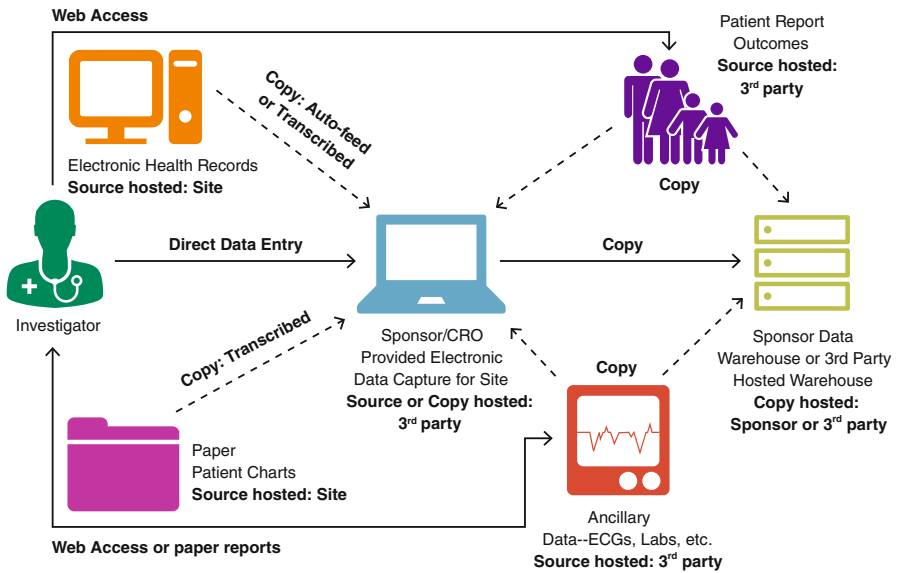 Web Access
Patient Report
Outcomes
Source hosted:
3rd party
Copy: Auto-feed
or Transcribed
Electronic Health Records
Source hosted: Site
Copy
Direct Data Entry
Copy
Investigator
Copy: Transcribed
Sponsor/CRO
Provided Electronic
Data Capture for Site
Source or Copy hosted:
3rd party
Copy
Sponsor Data
Warehouse or 3rd Party
Hosted Warehouse
Copy hosted:
Sponsor or 3rd party
Paper
Patient Charts
Source hosted: Site
Ancillary
Data--ECGs, Labs, etc.
Source hosted: 3rd party
Web Access or paper reports